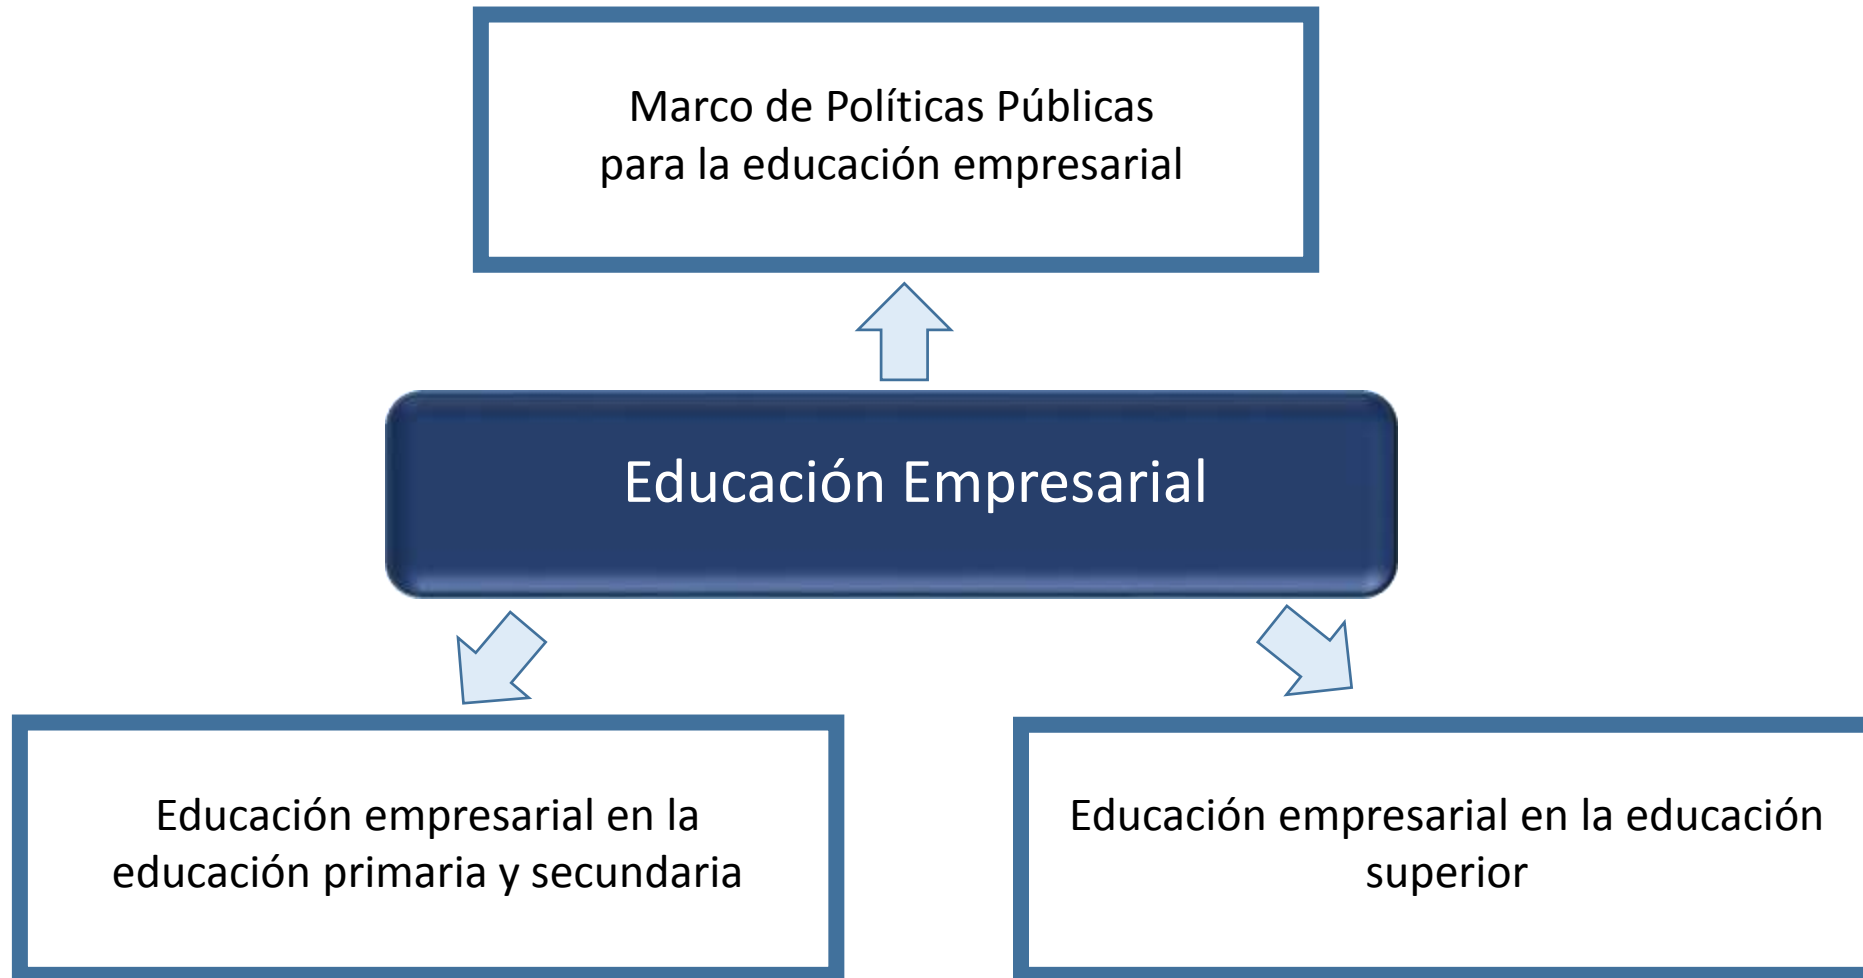 Marco de Políticas Públicas
para la educación empresarial
Educación Empresarial
Educación empresarial en la
educación primaria y secundaria
Educación empresarial en la educación
superior